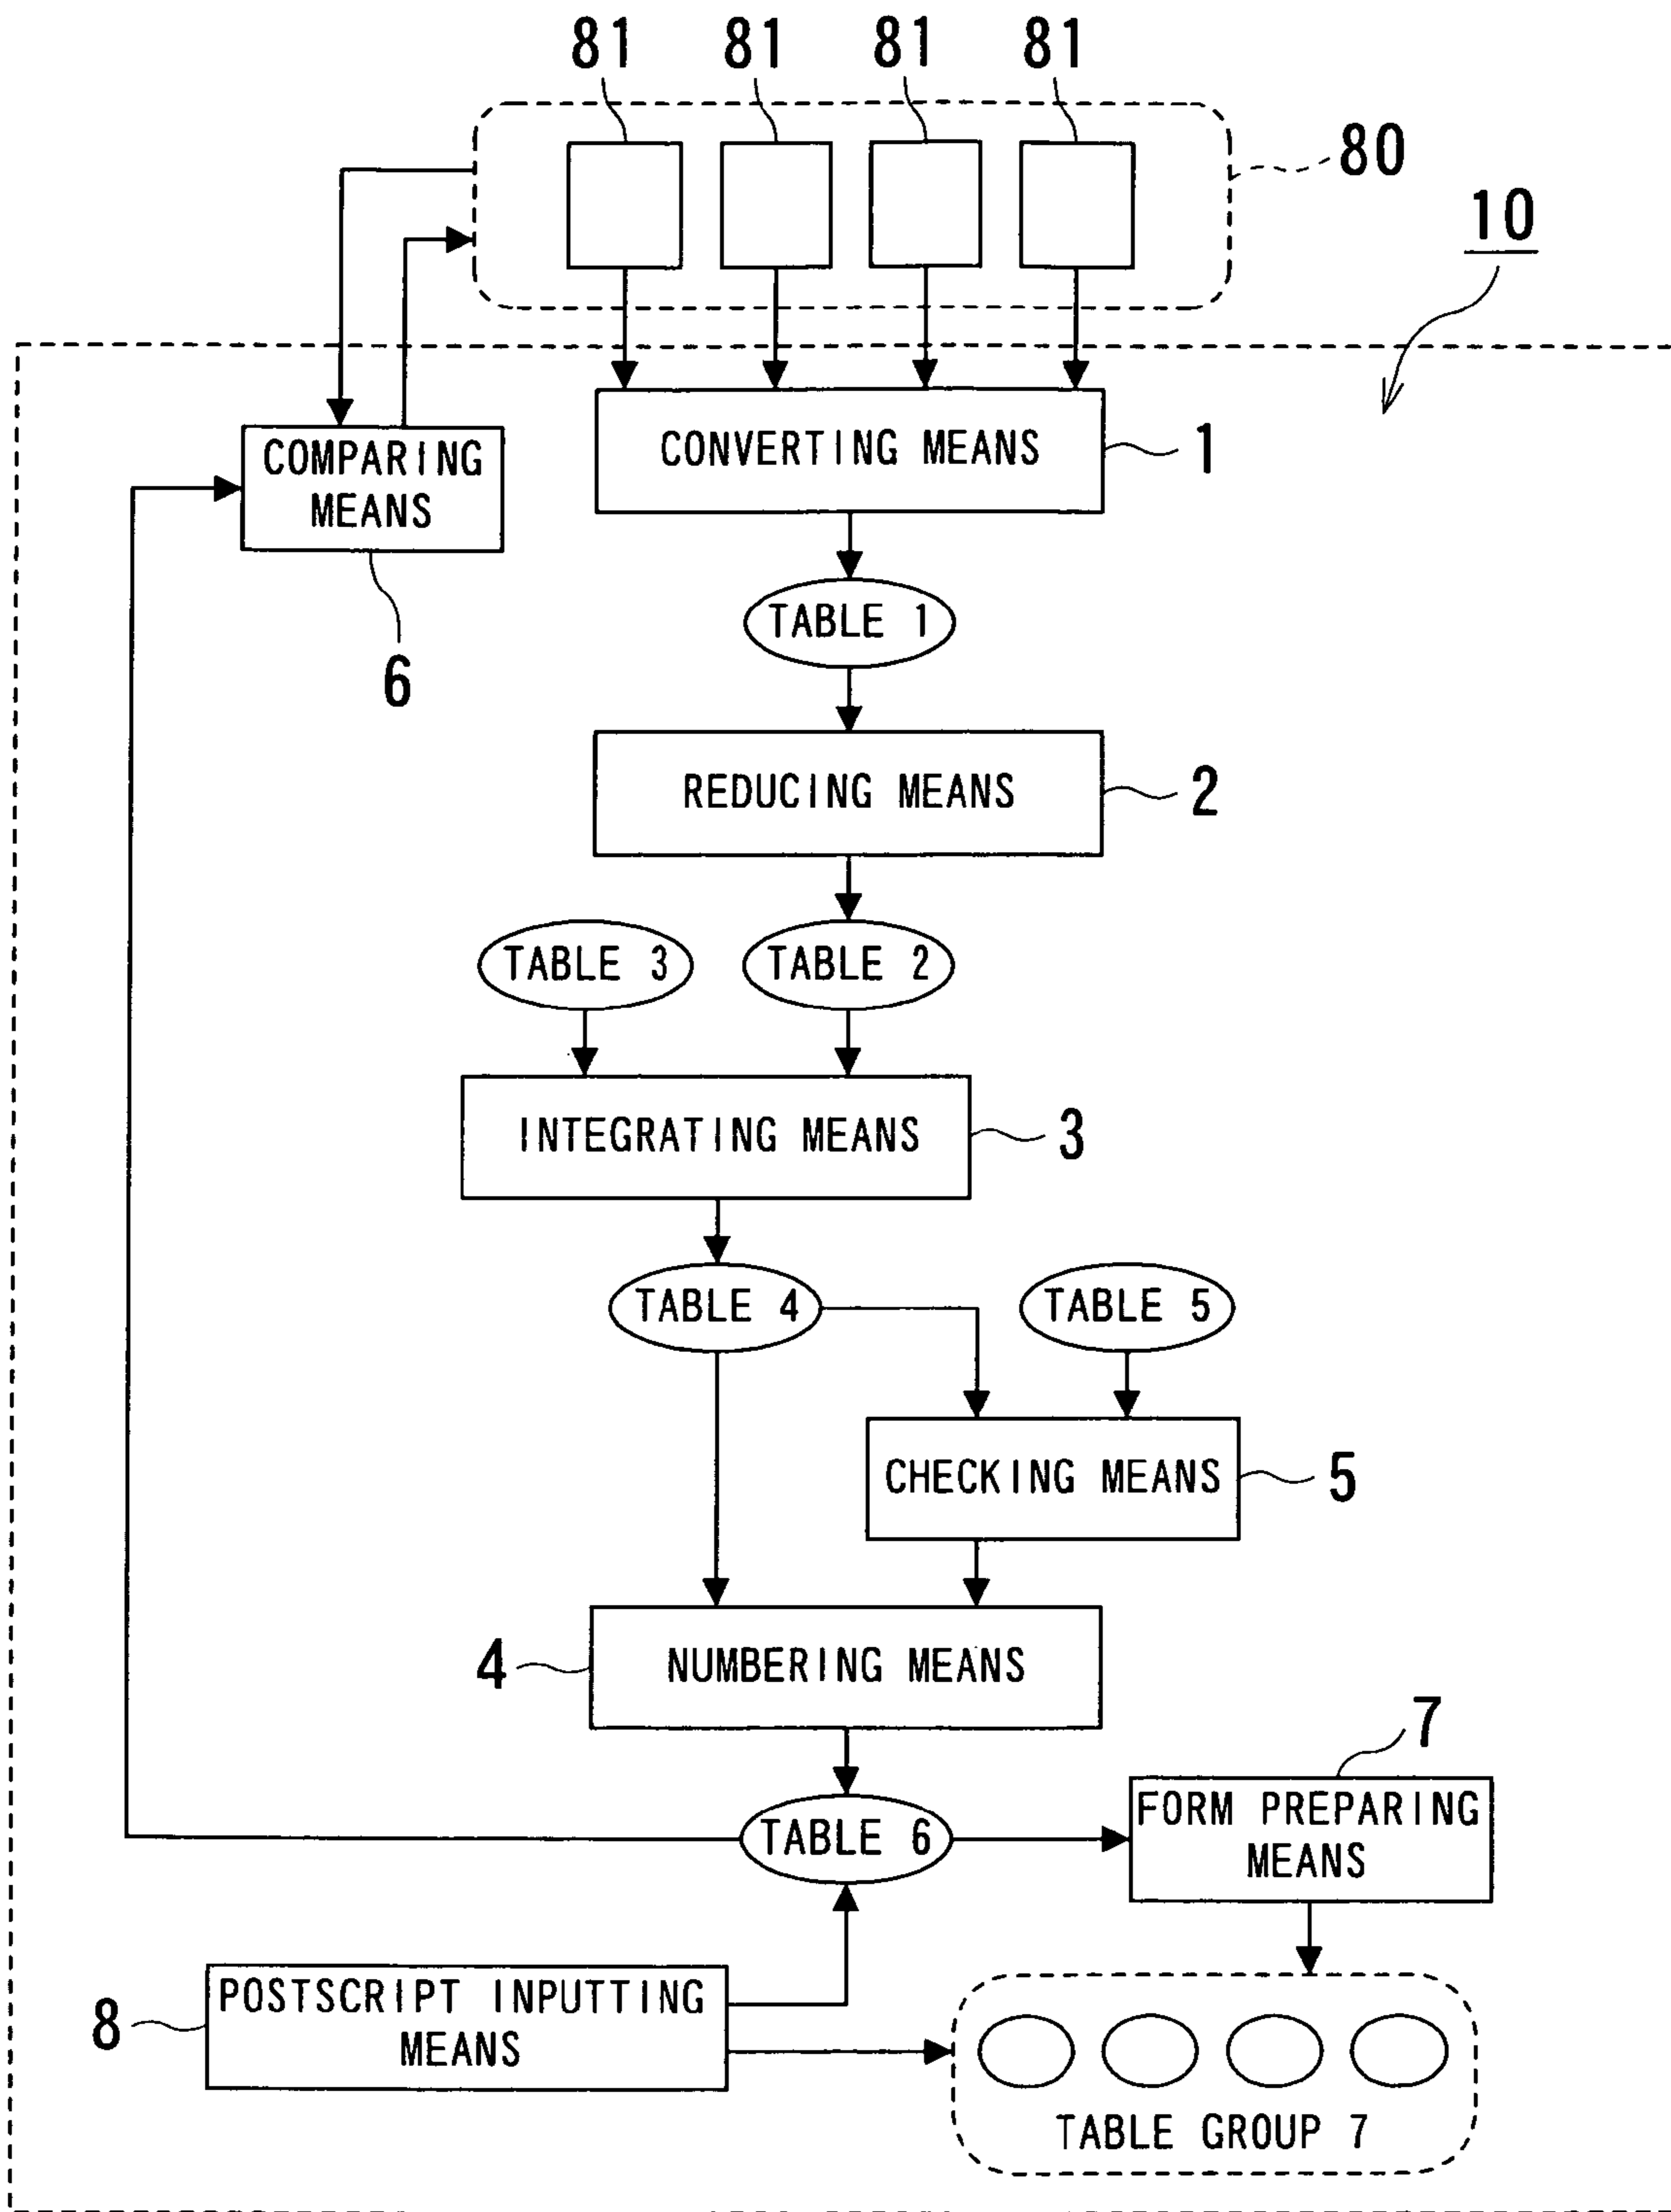 81 81 81 81
80
10
CONVERTING MEANS
1
COMPARING
MEANS
6
TABLE 1
REDUCING MEANS
2
TABLE 3
TABLE 2
INTEGRATING MEANS
3
TABLE 4
TABLE 5
CHECKING MEANS
5
4
NUMBERING MEANS
7
FORM PREPARING
MEANS
TABLE 6
8
POSTSCRIPT INPUTTING
MEANS
TABLE GROUP 7